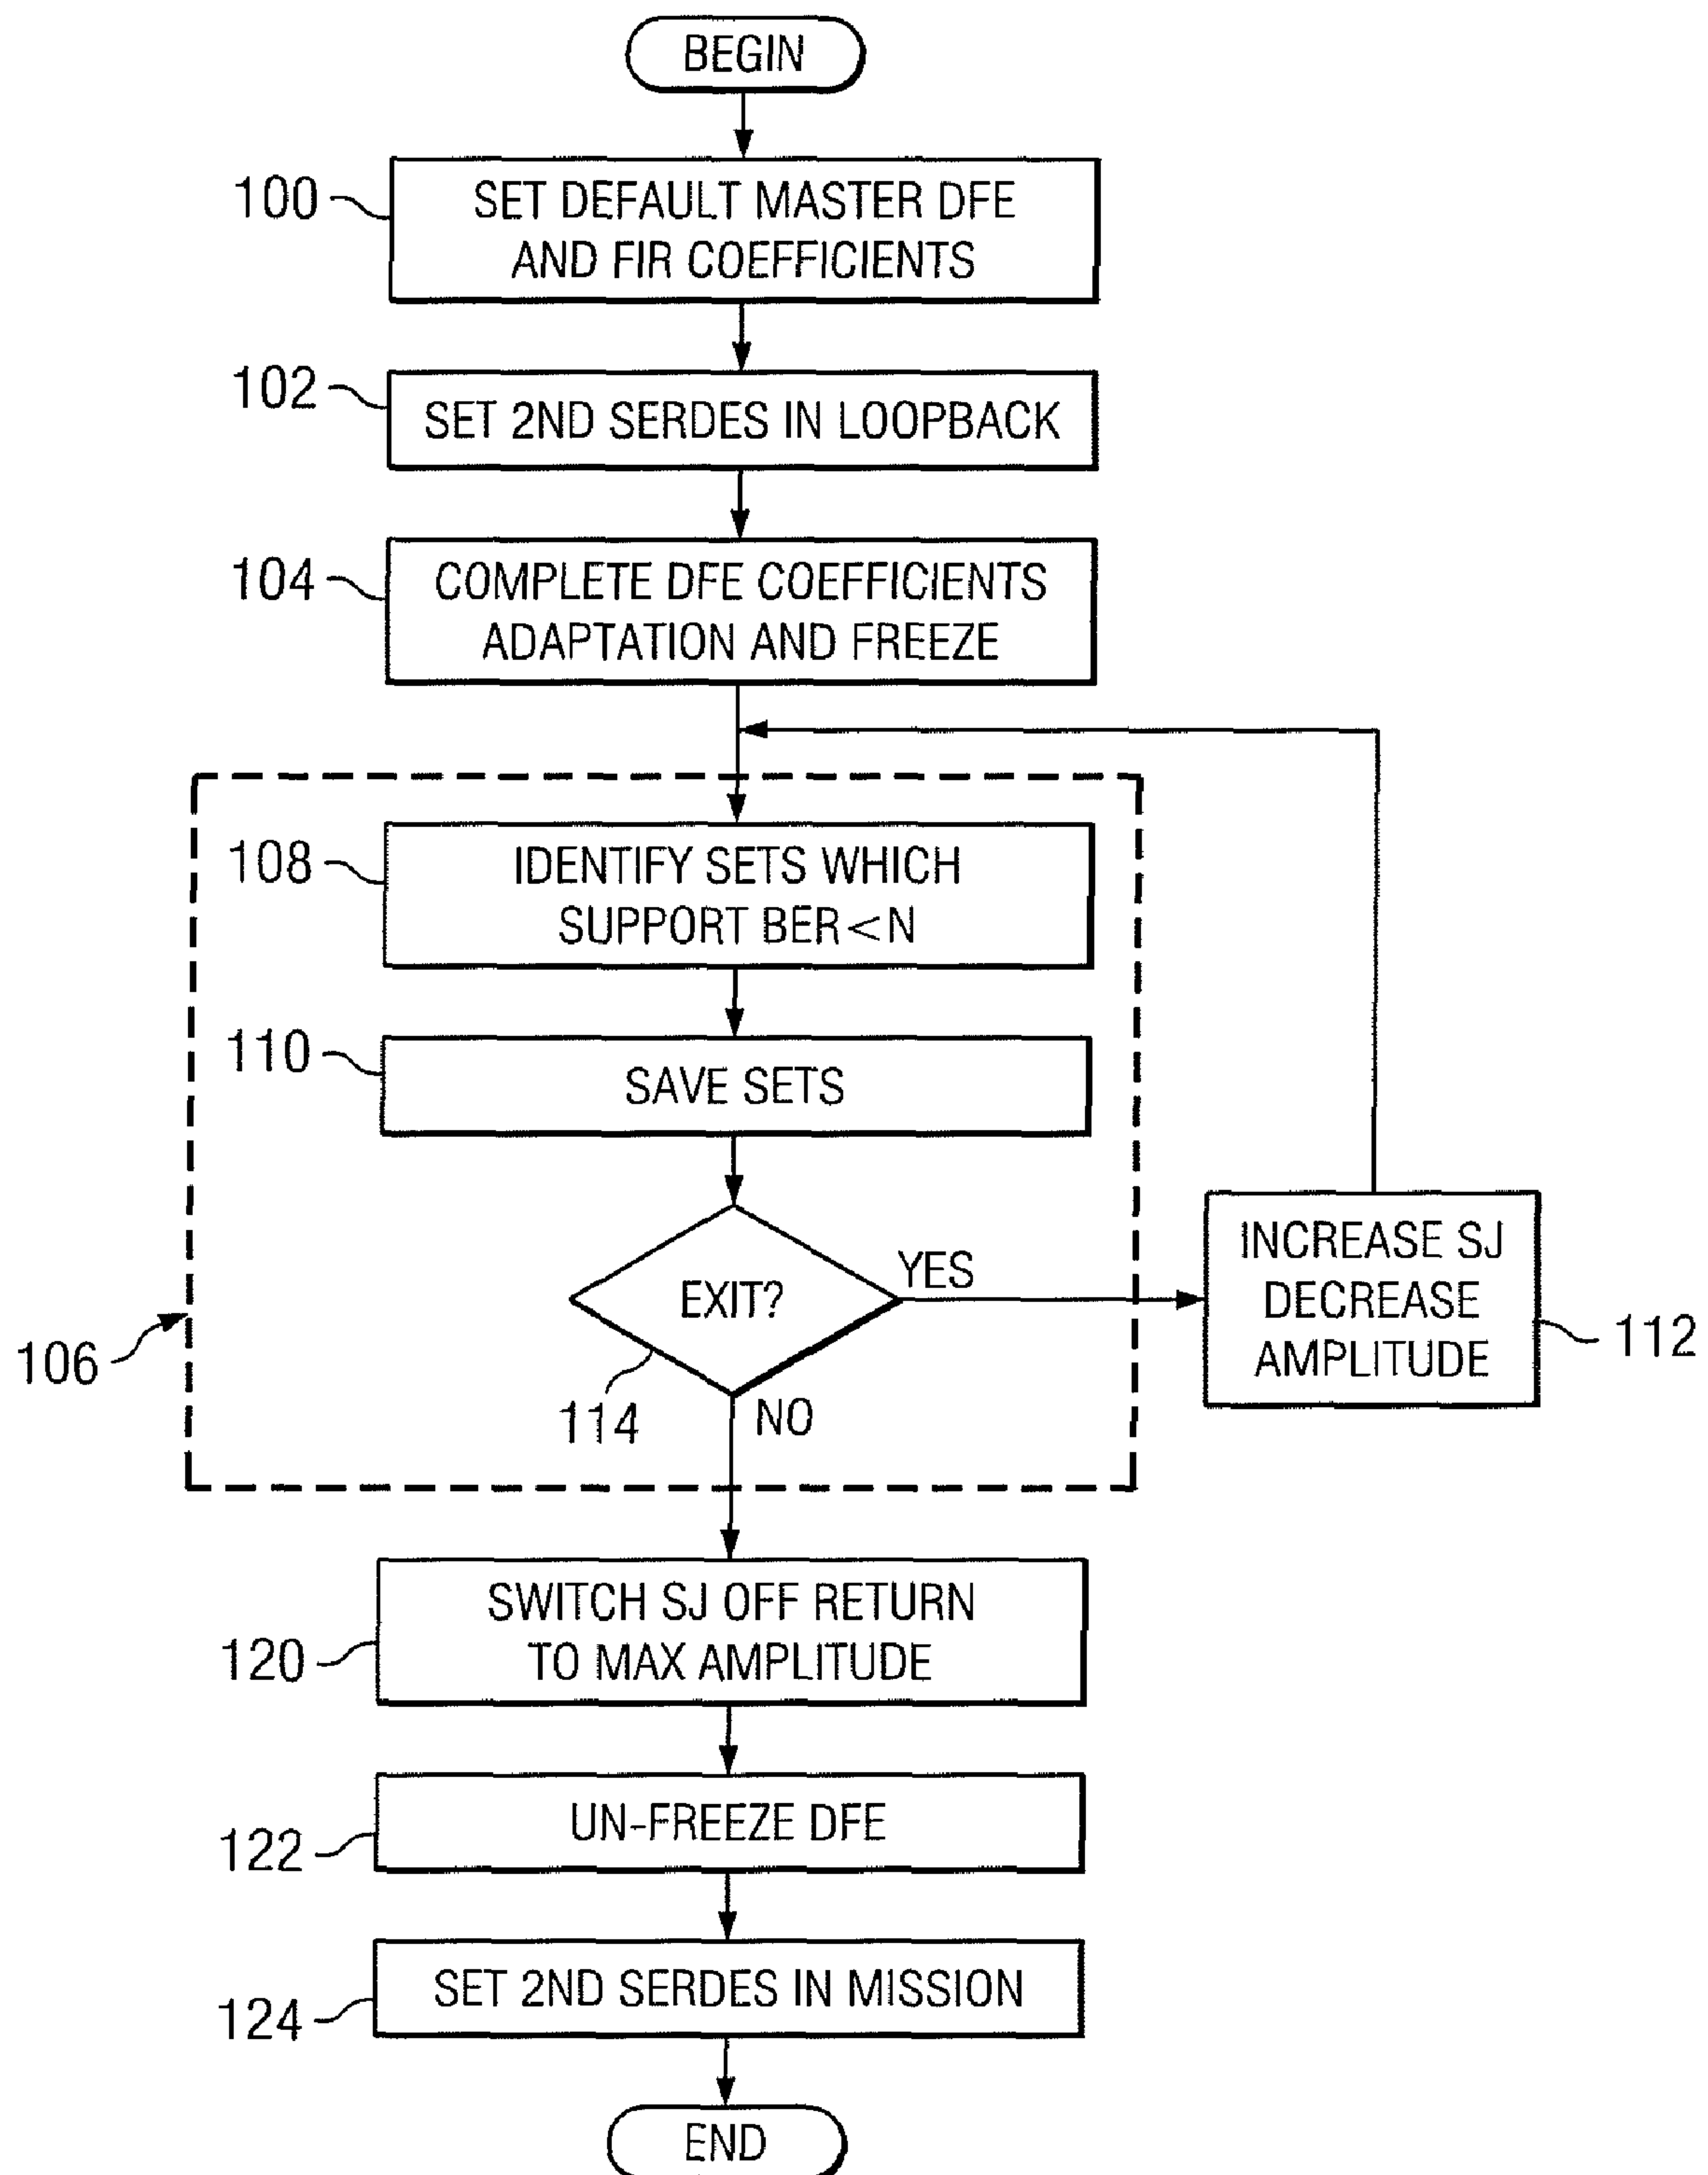 BEGIN
100
SET DEFAULT MASTER DFE
AND FIR COEFFICIENTS
102
SET 2ND SERDES IN LOOPBACK
104
COMPLETE DFE COEFFICIENTS
ADAPTATION AND FREEZE
108
IDENTIFY SETS WHICH
SUPPORT BER<N
110
SAVE SETS
EXIT?
YES
INCREASE SJ
DECREASE
AMPLITUDE
112
106
114
NO
SWITCH SJ OFF RETURN
TO MAX AMPLITUDE
120
UN-FREEZE DFE
122
SET 2ND SERDES IN MISSION
124
END